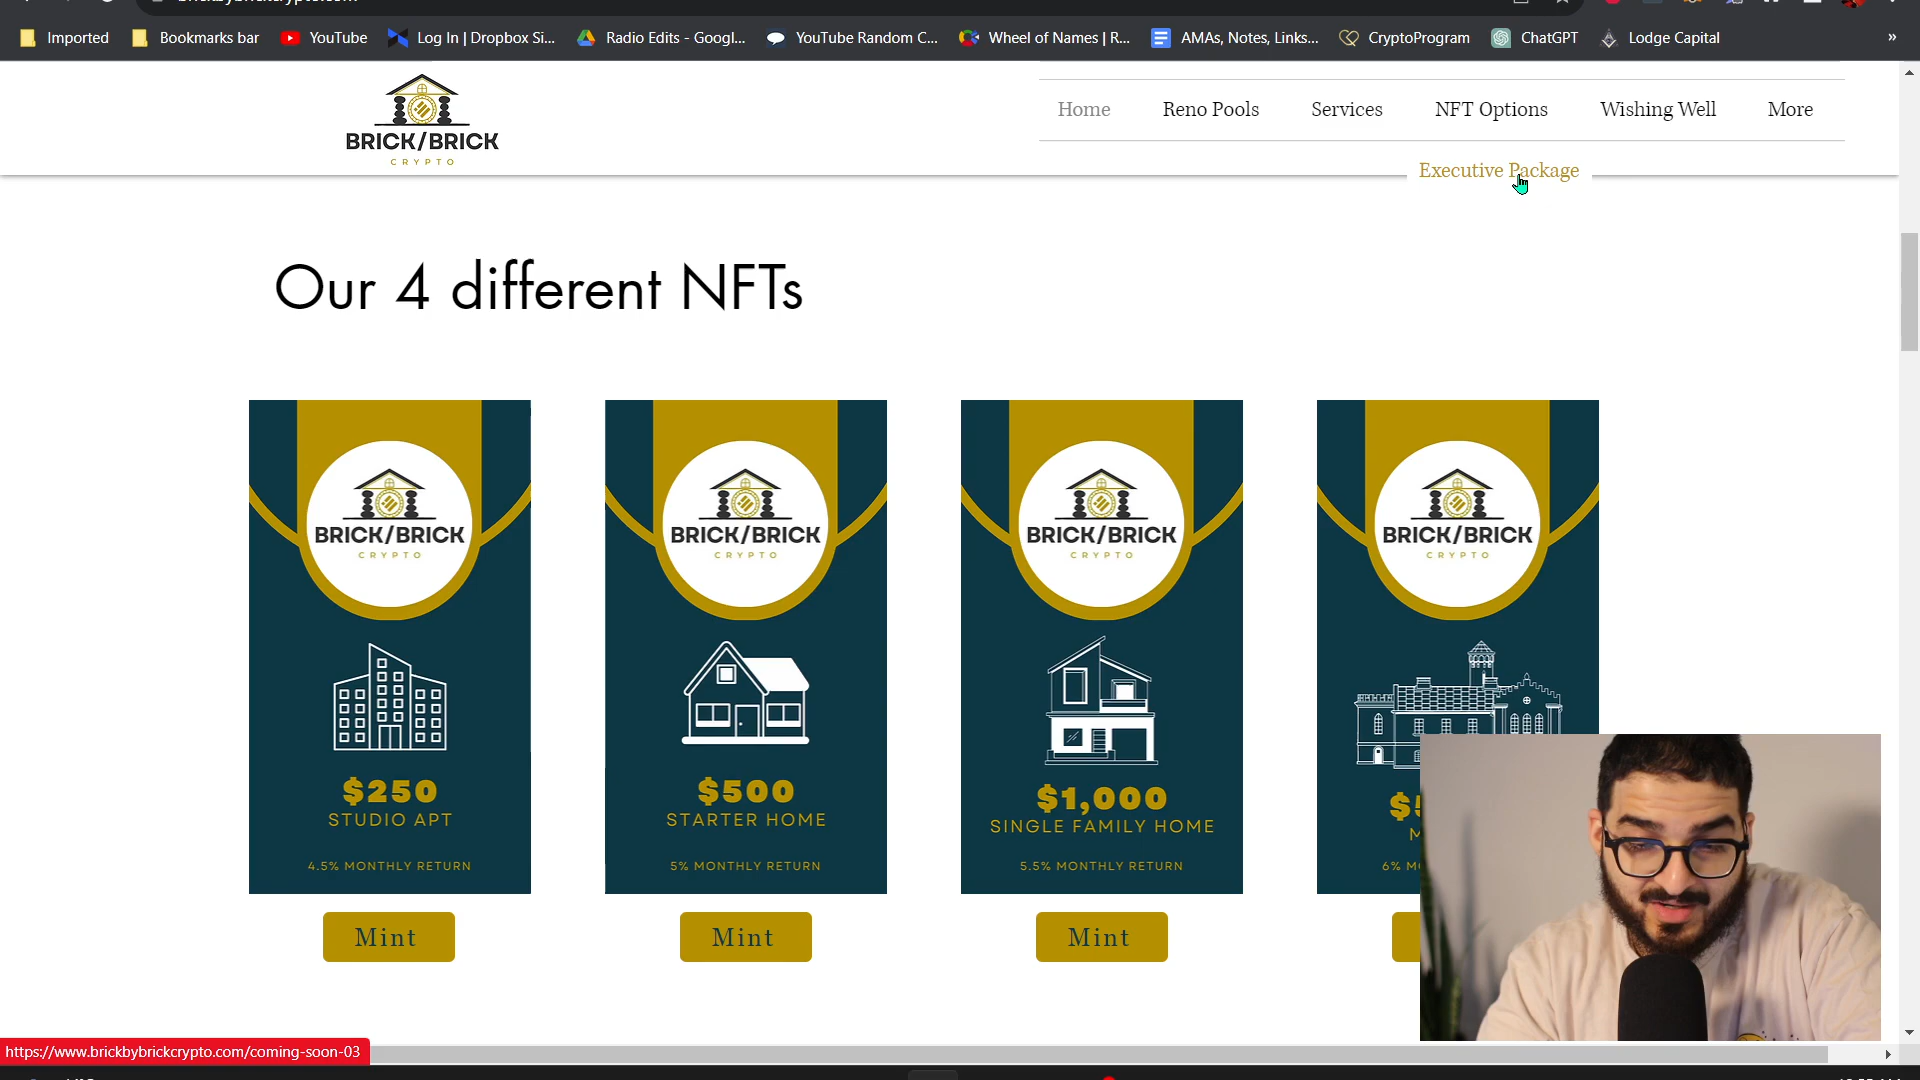 Imported
Bookmarks bar
YouTube
Log In | Dropbox Si...
Radio Edits - Googl...
YouTube Random C...
Wheel of Names | R...
AMAs, Notes, Links...
CryptoProgram
ChatGPT
Lodge Capital
»
BRICK/BRICK
CRYPTO
Home
Reno Pools
Services
NFT Options
Wishing Well
More
Executive Package
Our 4 different NFTs
BRICK/BRICK
CRYPTO
$250
STUDIO APT
4.5% MONTHLY RETURN
Mint
BRICK/BRICK
CRYPTO
$500
STARTER HOME
5% MONTHLY RETURN
Mint
BRICK/BRICK
CRYPTO
$1,000
SINGLE FAMILY HOME
5.5% MONTHLY RETURN
Mint
BRICK/BRICK
CRYPTO
6%
https://www.brickbybrickcrypto.com/coming-soon-03